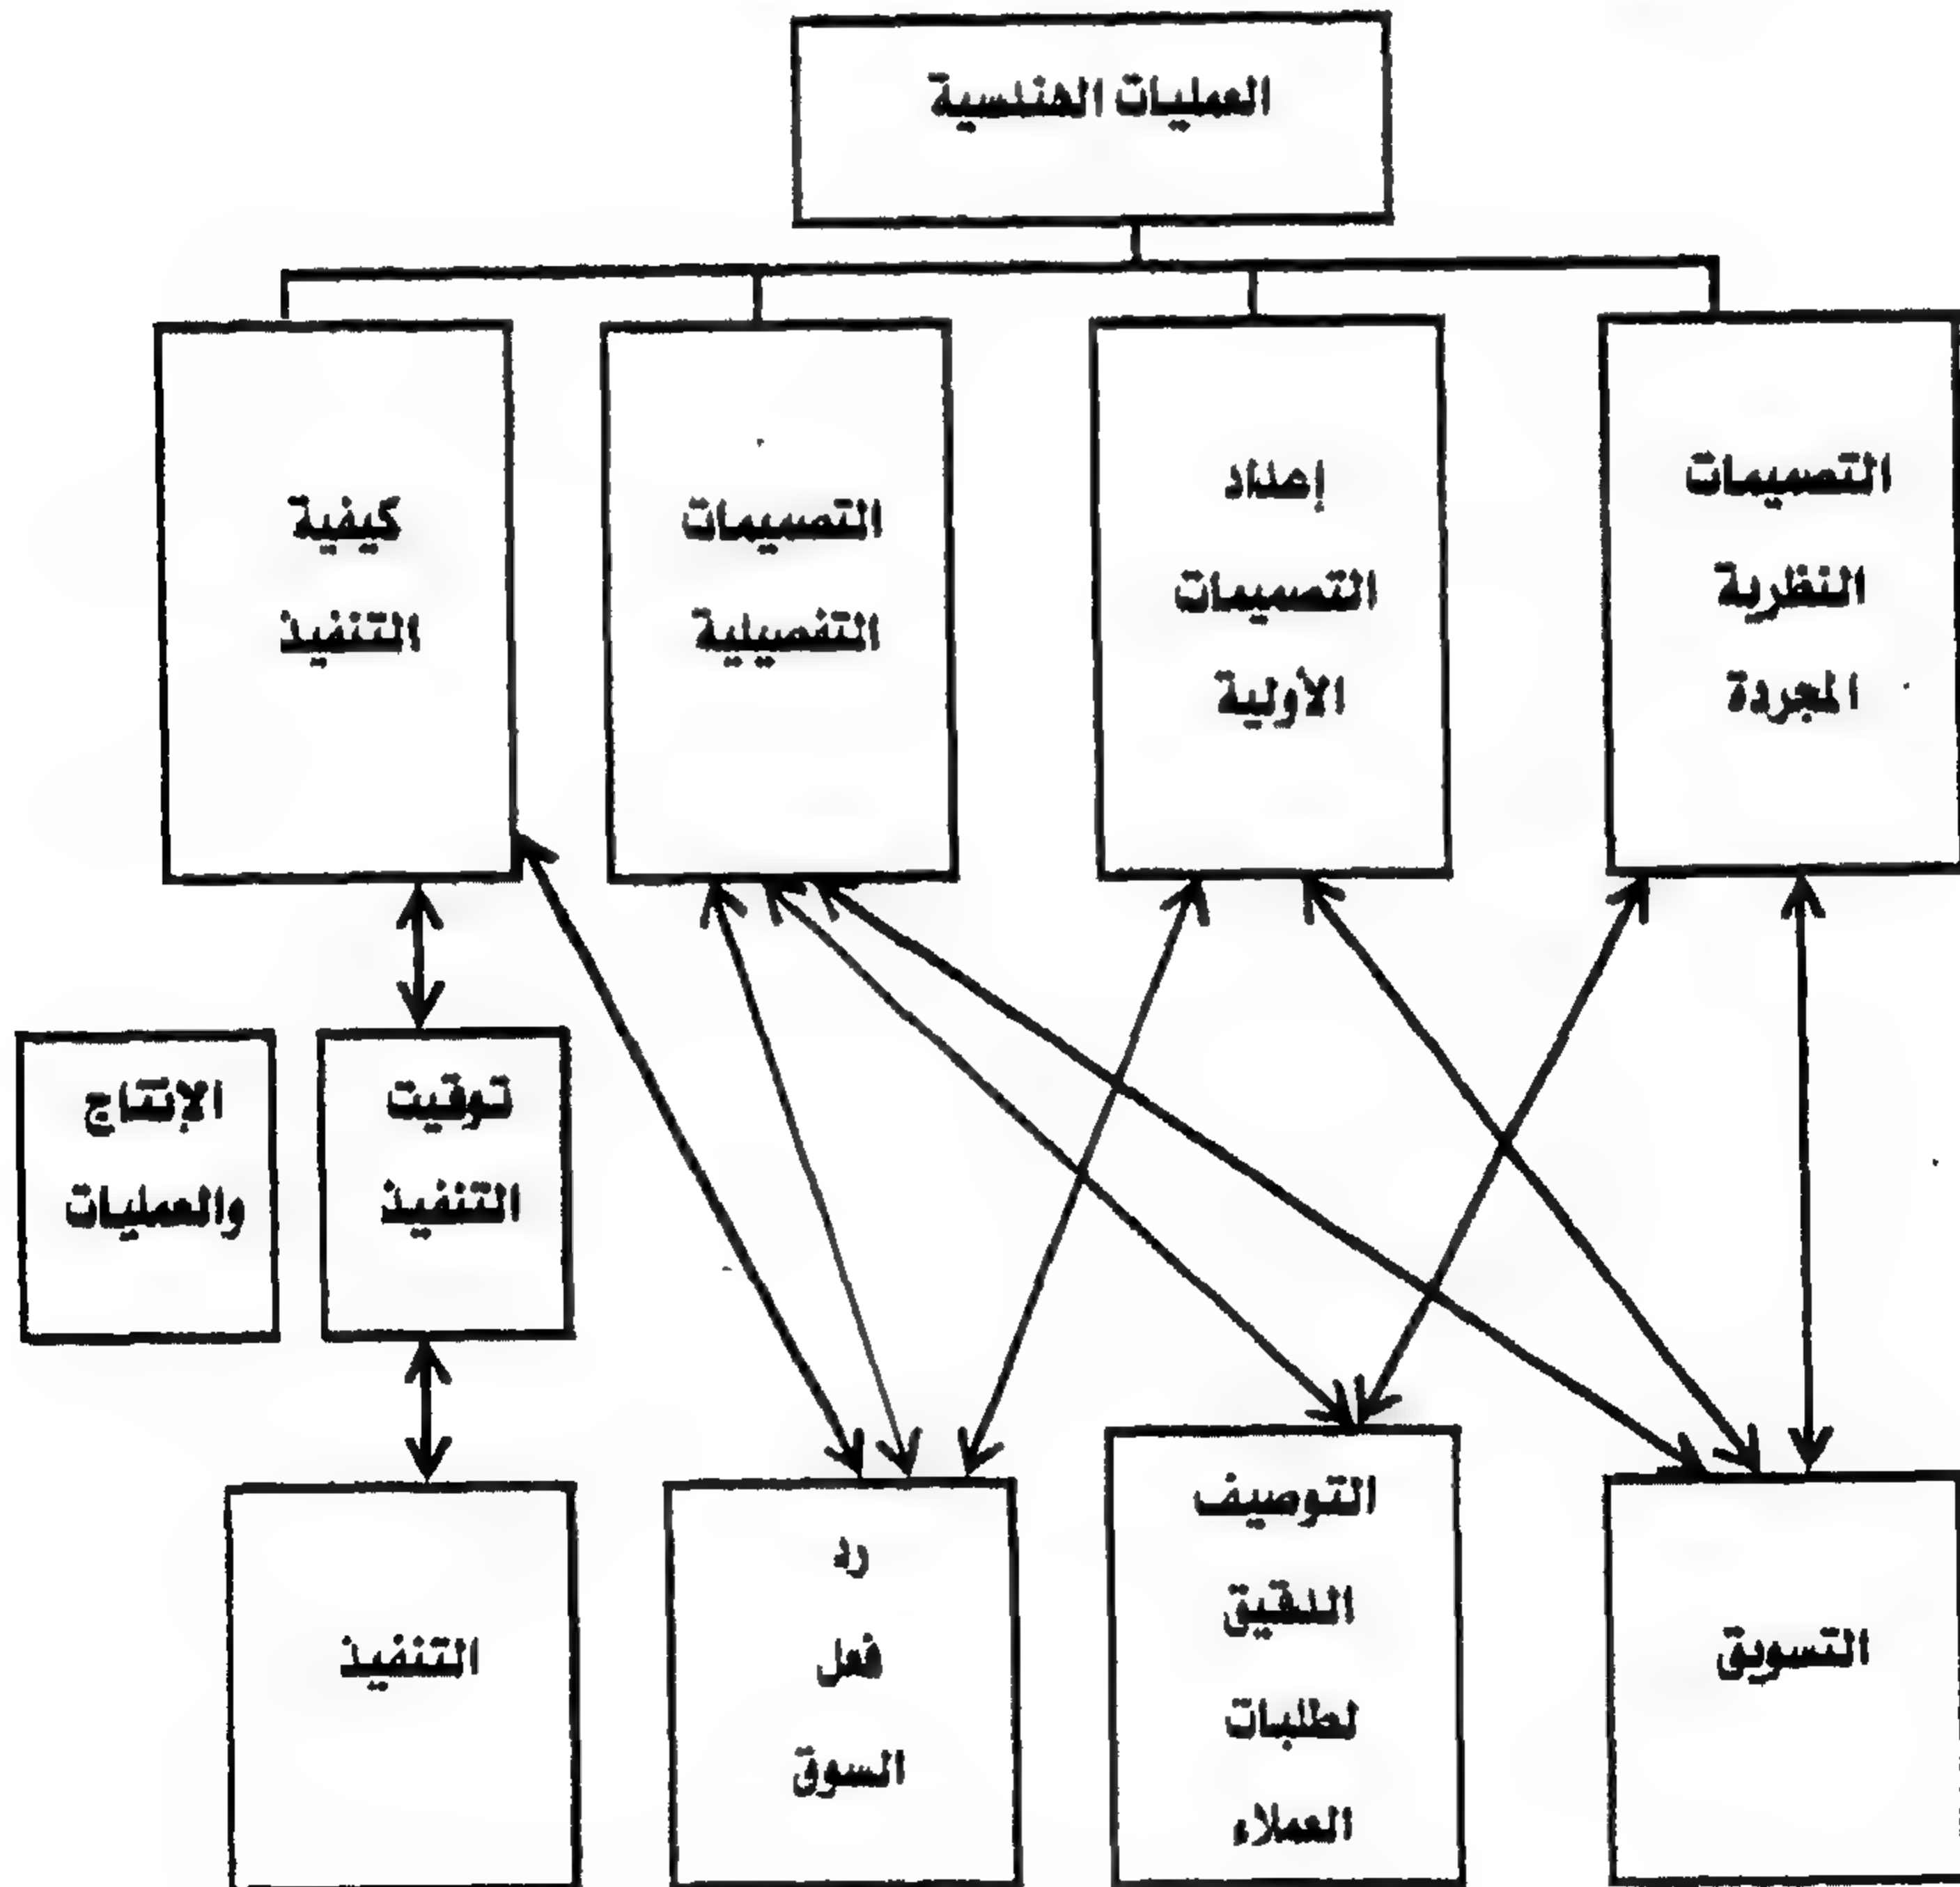 العمليات الهندسية
التصميمات
النظرية
المجردة
إعداد
التصميمات
الأولية
التصميمات
التفصيلية
كيفية
التنفيذ
توقيت
التنفيذ
الإنتاج
والعمليات
التسويق
التوصيف
الدقيق
لطلبات
العملاء
رد
فعل
السوق
التنفيذ